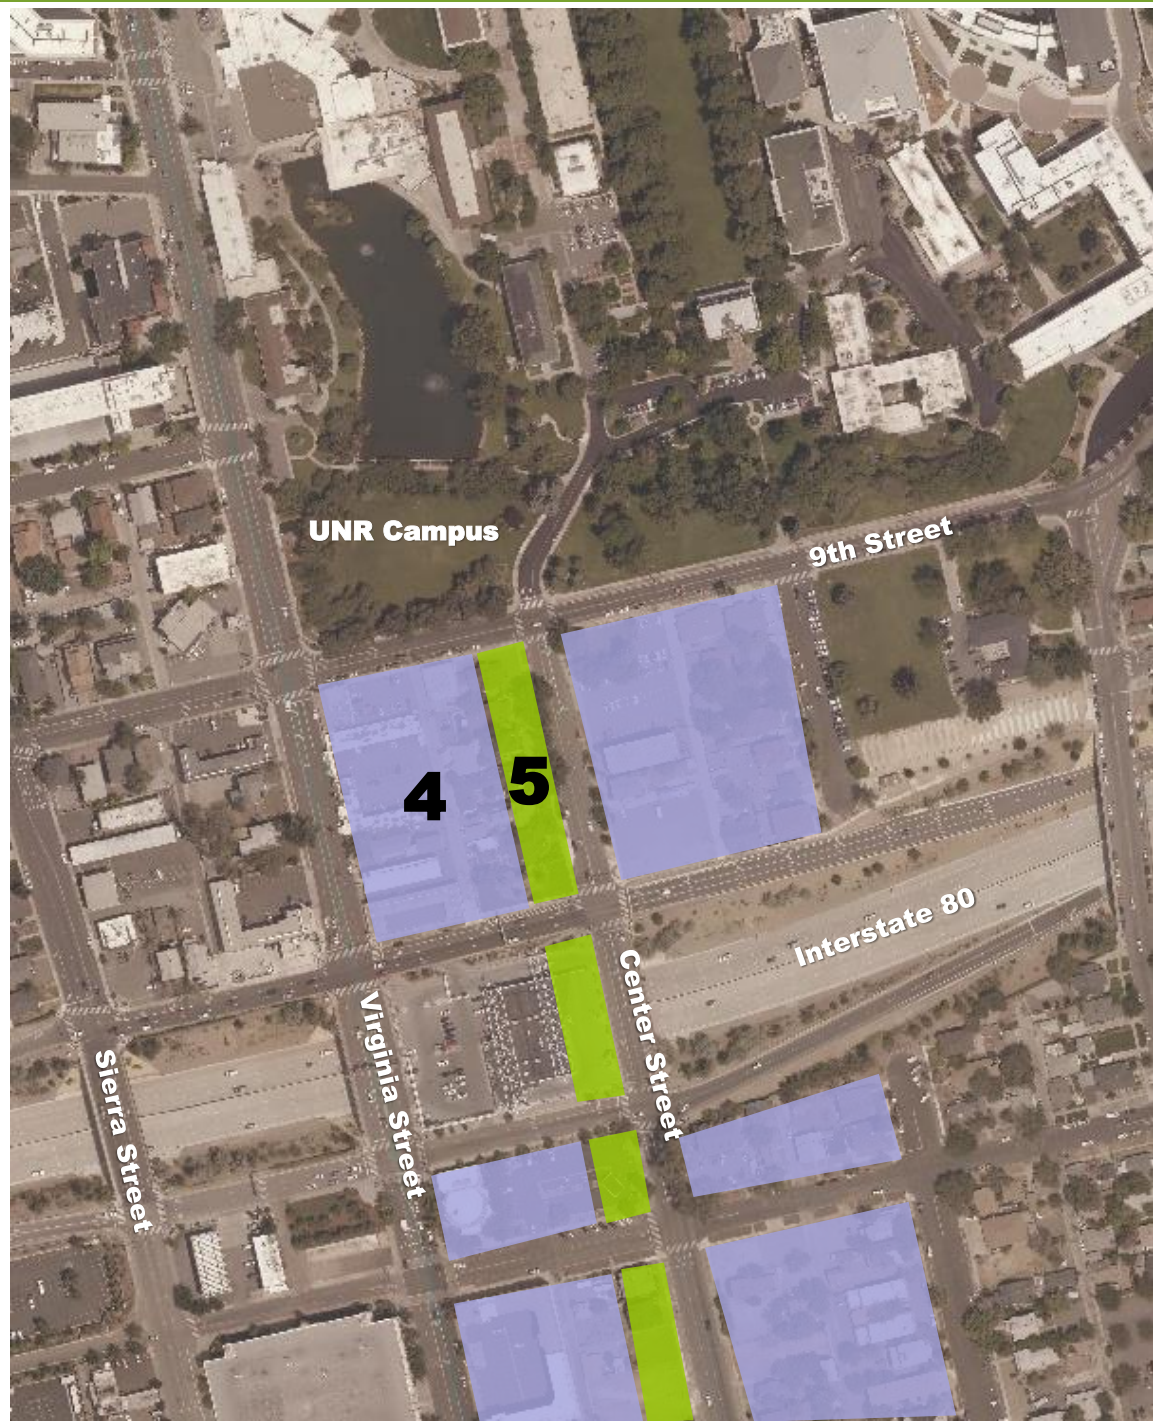 UNR Campus
9th Street
4
5
Interstate 80
Center Street
Virginia Street
Sierra Street